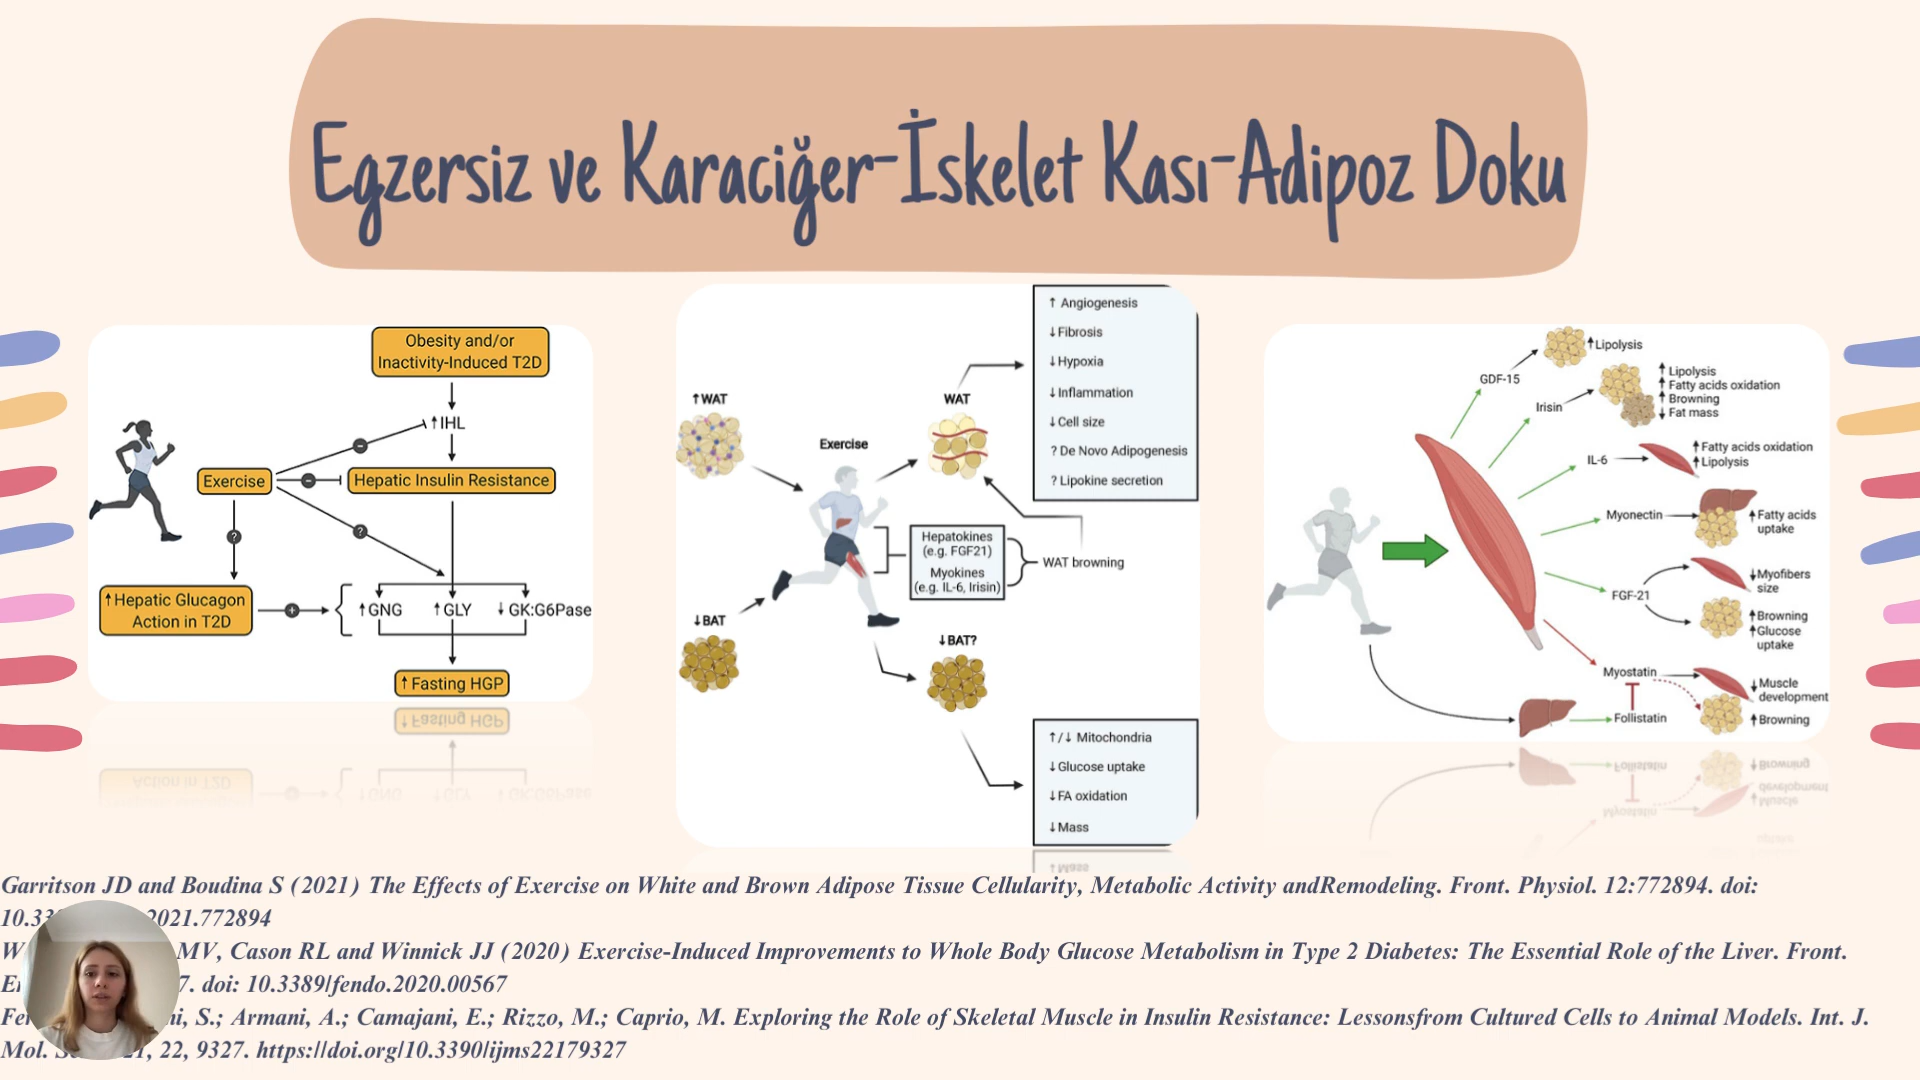 Egzersiz ve Karaciğer-İskelet Kası-Adipoz Doku
Obesity and/or
Inactivity-Induced T2D
↑IHL
Exercise
Hepatic Insulin Resistance
↑Hepatic Glucagon
Action in T2D
↑GNG
↑GLY
↓GK:G6Pase
↑Fasting HGP
↑WAT
Exercise
WAT
↑ Angiogenesis
↓Fibrosis
↓Hypoxia
↓Inflammation
↓Cell size
? De Novo Adipogenesis
? Lipokine secretion
Hepatokines
(e.g. FGF21)
Myokines
(e.g. IL-6, Irisin)
WAT browning
↓BAT
↓BAT?
↑/↓ Mitochondria
↓Glucose uptake
↓FA oxidation
↓Mass
GDF-15
↑Lipolysis
Irisin
↑Lipolysis
↑Fatty acids oxidation
↑Browning
↓Fat mass
IL-6
↑Fatty acids oxidation
↑Lipolysis
Myonectin
↑Fatty acids
uptake
FGF-21
↓Myofibers
size
↑Browning
↑Glucose
uptake
Myostatin
↓Muscle
development
Follistatin
↑Browning
Garritson JD and Boudina S (2021) The Effects of Exercise on White and Brown Adipose Tissue Cellularity, Metabolic Activity andRemodeling. Front. Physiol. 12:772894. doi:
2021.772894
MV, Cason RL and Winnick JJ (2020) Exercise-Induced Improvements to Whole Body Glucose Metabolism in Type 2 Diabetes: The Essential Role of the Liver. Front.
7. doi: 10.3389/fendo.2020.00567
S.; Armani, A.; Camajani, E.; Rizzo, M.; Caprio, M. Exploring the Role of Skeletal Muscle in Insulin Resistance: Lessonsfrom Cultured Cells to Animal Models. Int. J.
Mol. 22, 9327. https://doi.org/10.3390/ijms22179327